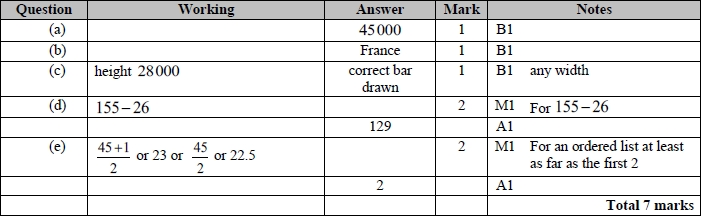 Question Working Answer Mark Notes
(a) 45000 1 B1
(b) France 1 B1
(c) height 28000 correct bar 1 B1 any width
drawn
(d) 155−26 2 M1 For 155−26
129 A1
(e) 45+1/2 or 23 or 45/2 or 22.5 2 M1 For an ordered list at least
as far as the first 2
2 A1
Total 7 marks